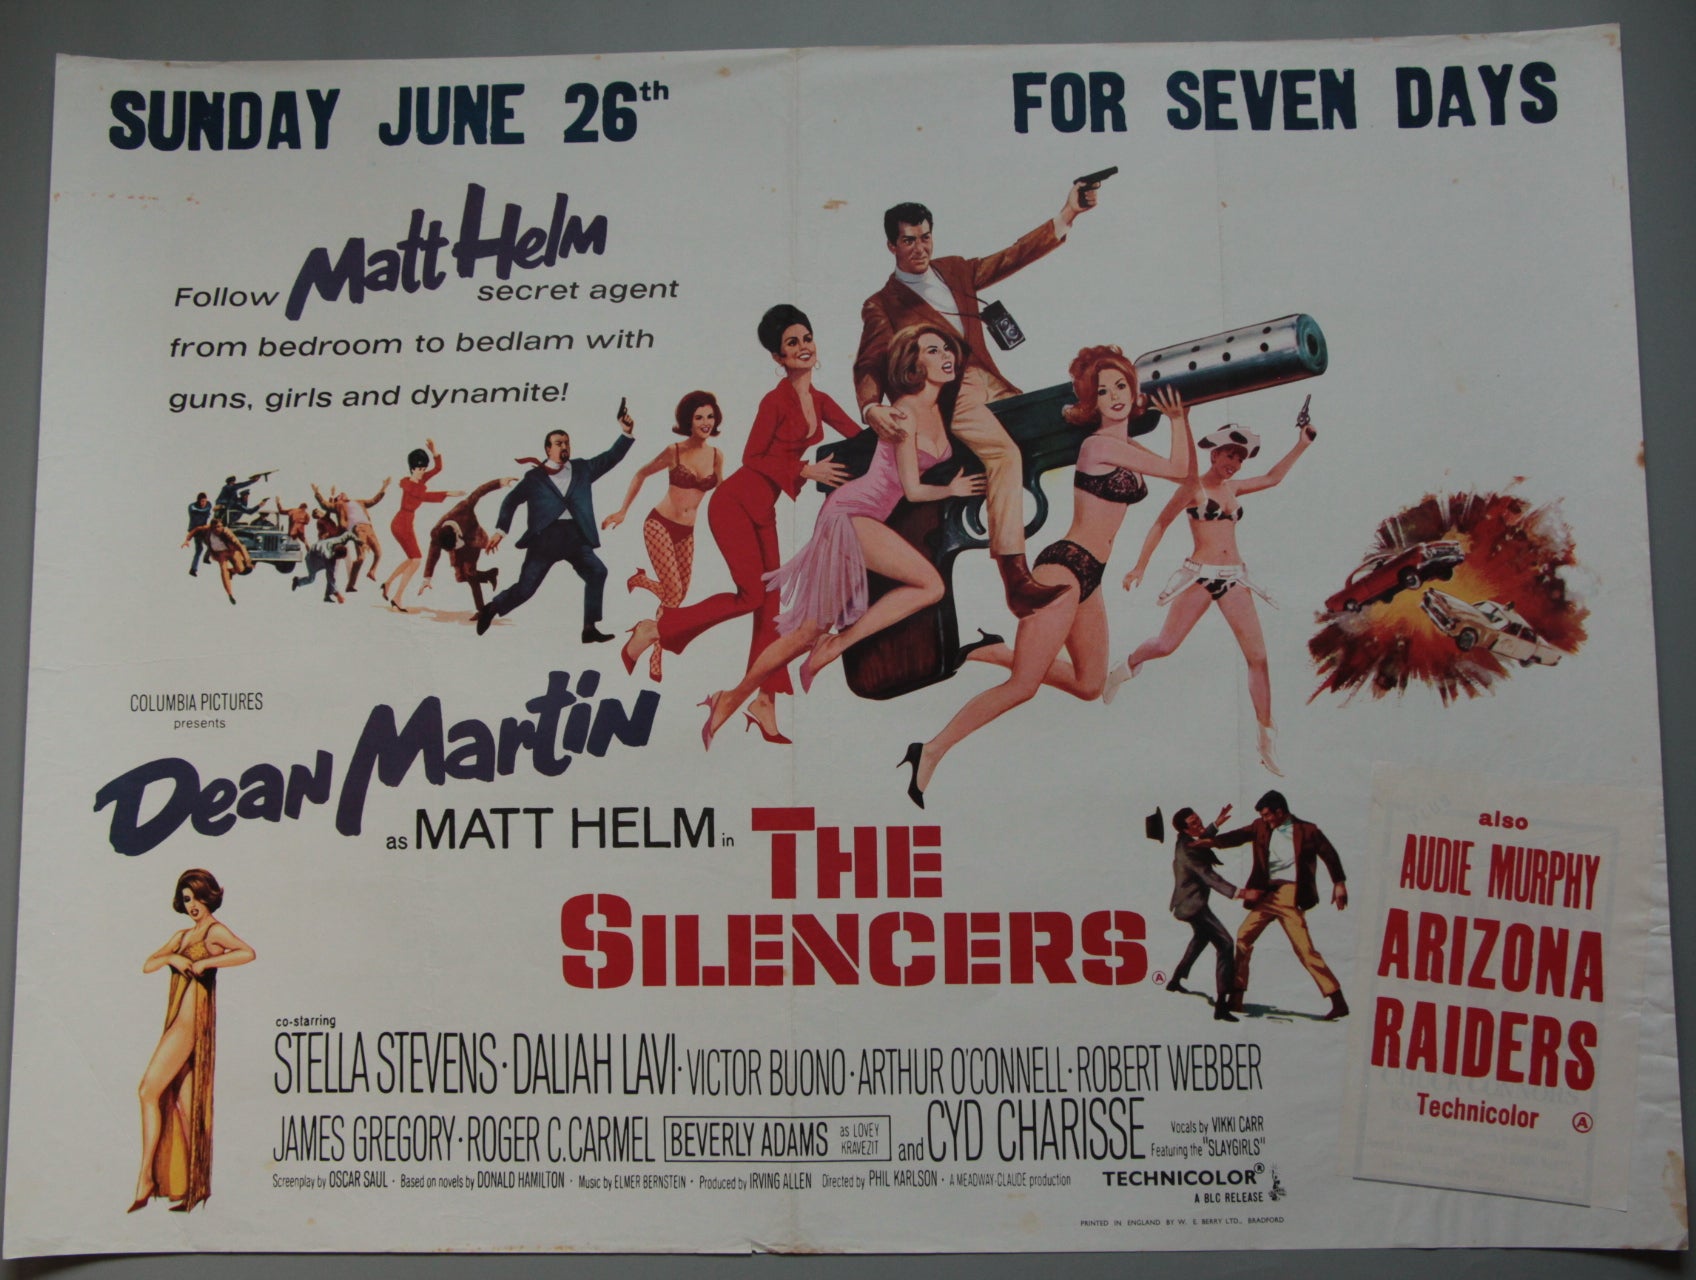 SUNDAY JUNE 26th FOR SEVEN DAYS
Follow Matt Helm secret agent
from bedroom to bedlam with
guns, girls and dynamite!
COLUMBIA PICTURES
presents
Dean Martin
as MATT HELM in THE
SILENCERS A
also
AUDIE MURPHY
ARIZONA
RAIDERS
Technicolor A
PLUS
co-starring
STELLA STEVENS · DALIAH LAVI · VICTOR BUONO · ARTHUR O'CONNELL · ROBERT WEBBER
JAMES GREGORY · ROGER C. CARMEL BEVERLY ADAMS AS LOVEY KRAVEZIT and CYD CHARISSE
Vocals by VIKKI CARR
Featuring the "SLAYGIRLS"
Screenplay by OSCAR SAUL · Based on novels by DONALD HAMILTON · Music by ELMER BERNSTEIN · Produced by IRVING ALLEN Directed by PHIL KARLSON · A MEADWAY-CLAUDE production
TECHNICOLOR®
A BLC RELEASE
PRINTED IN ENGLAND BY W. E. BERRY LTD., BRADFORD